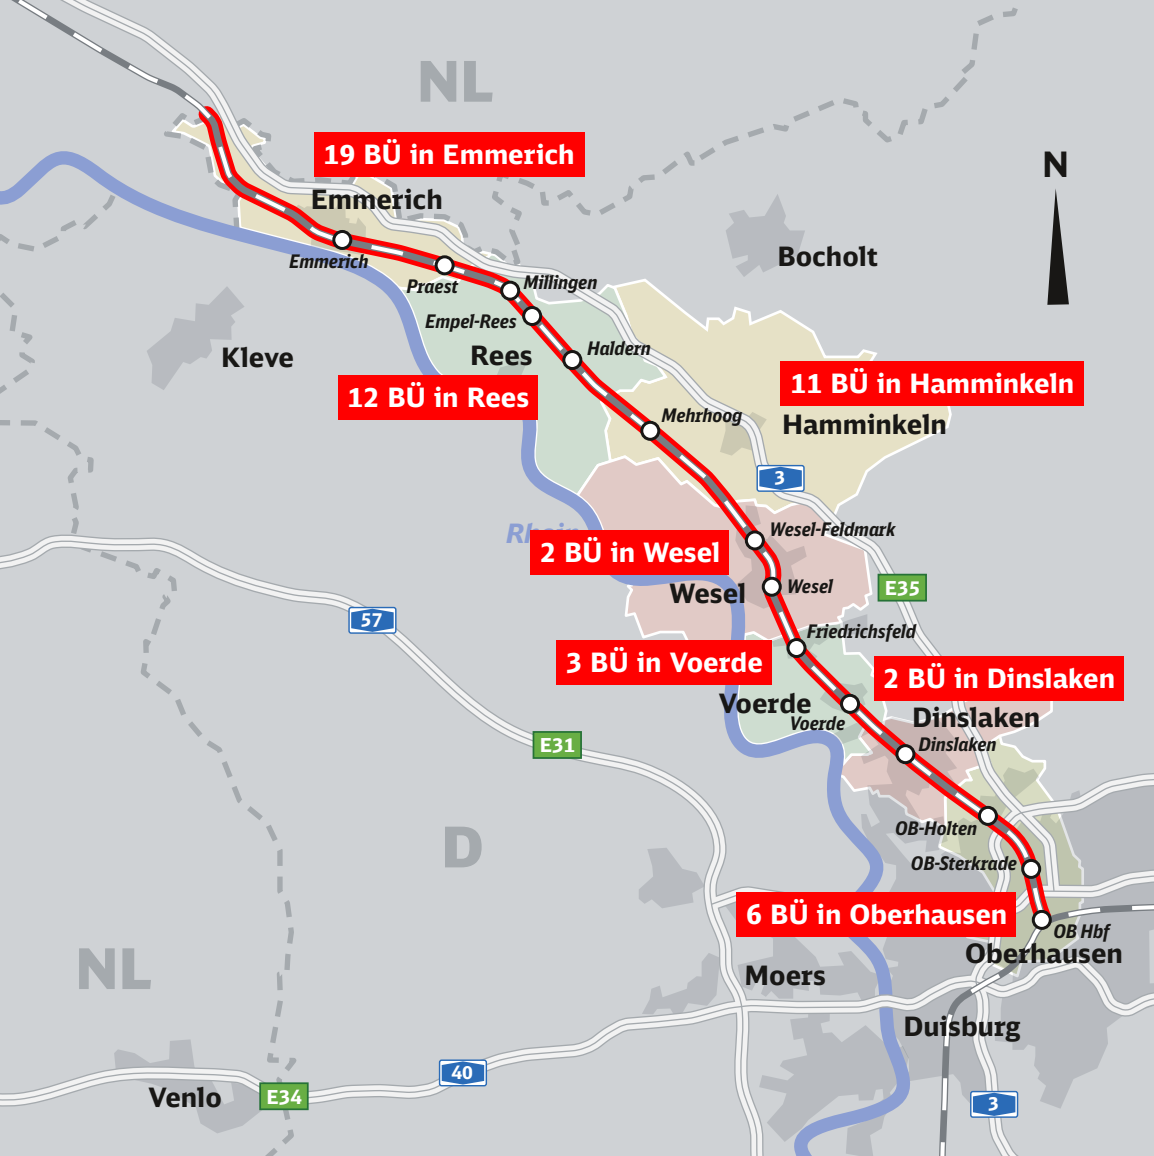 NL
19 BÜ in Emmerich
N
Emmerich
Bocholt
Emmerich
Praest
Millingen
Empel-Rees
Haldern
Rees
Kleve
12 BÜ in Rees
11 BÜ in Hamminkeln
Mehrhoog
Hamminkeln
3
Rhein
Wesel-Feldmark
2 BÜ in Wesel
Wesel
Wesel
E35
57
Friedrichsfeld
3 BÜ in Voerde
2 BÜ in Dinslaken
Voerde
Voerde
Dinslaken
Dinslaken
E31
OB-Holten
D
OB-Sterkrade
6 BÜ in Oberhausen
OB Hbf
Oberhausen
NL
Moers
Duisburg
40
Venlo
E34
3